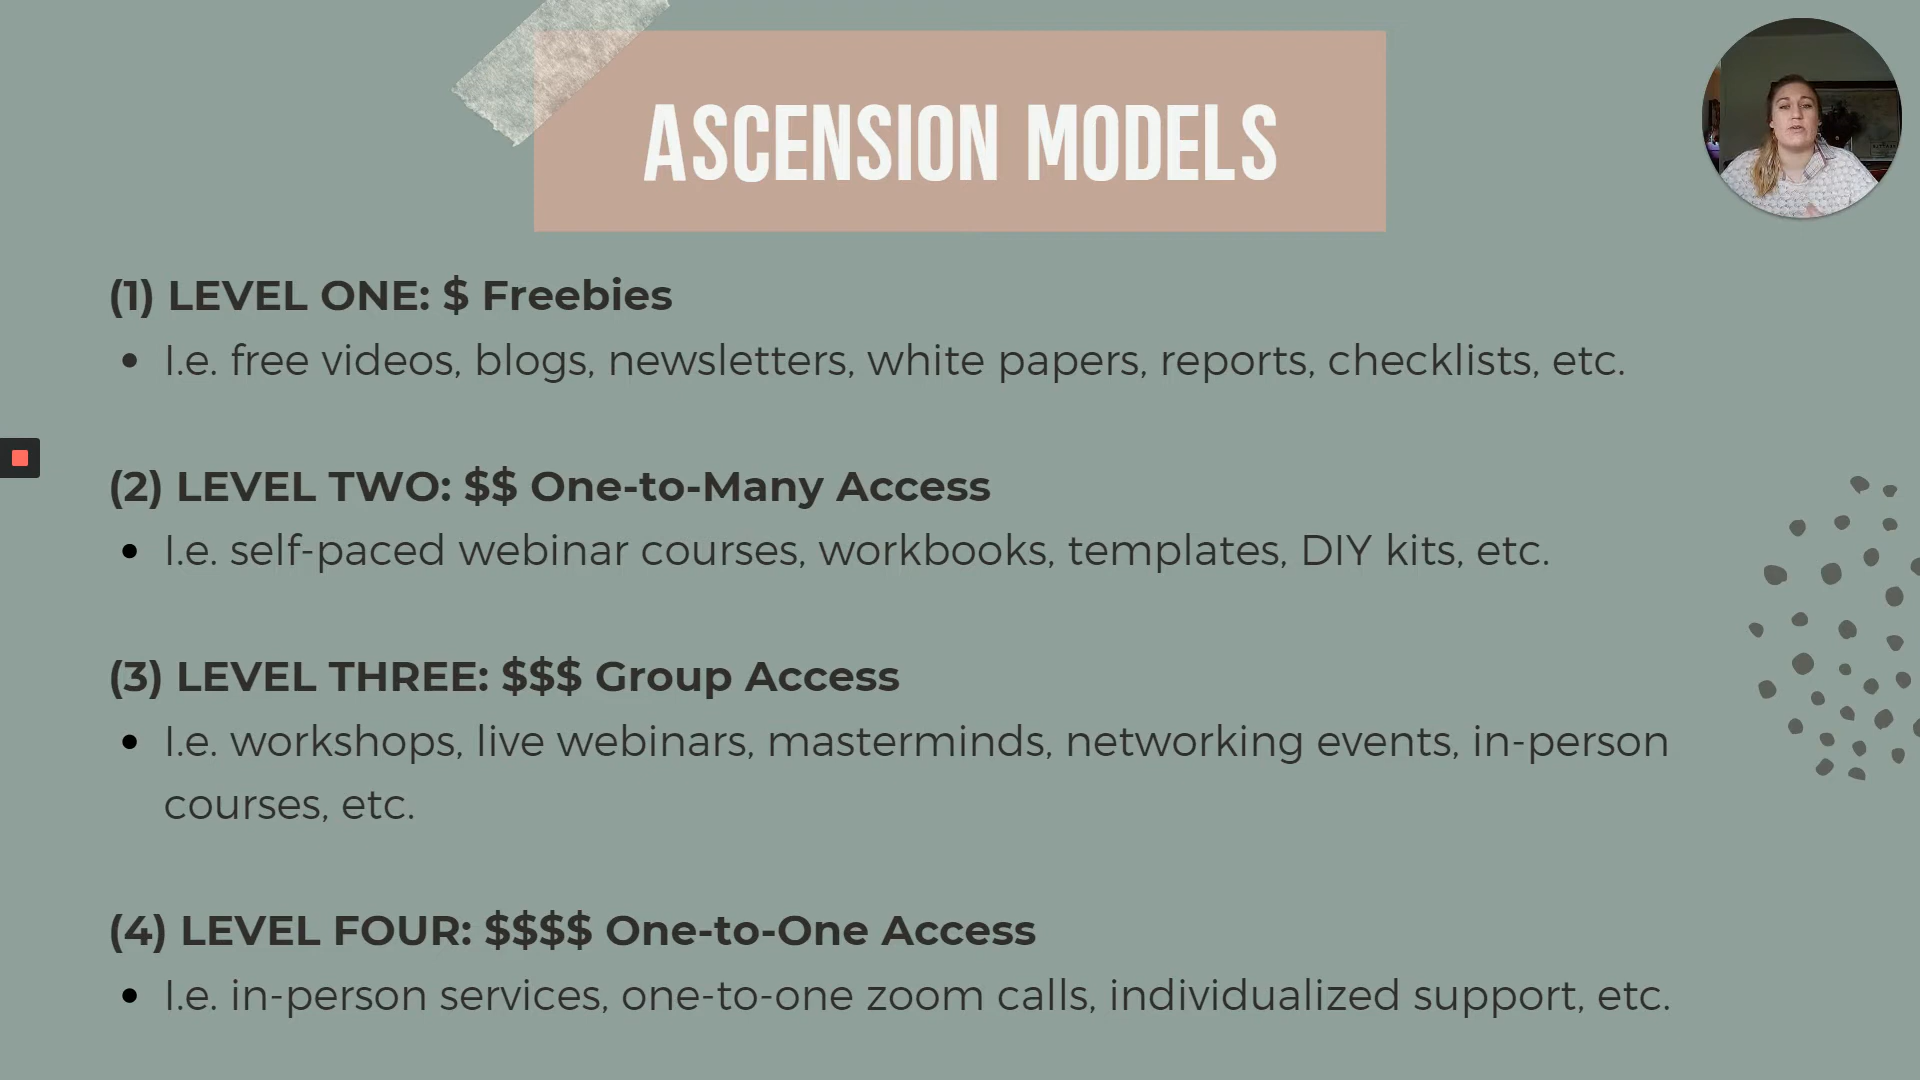 ASCENSION MODELS
(1) LEVEL ONE: $ Freebies
• I.e. free videos, blogs, newsletters, white papers, reports, checklists, etc.
(2) LEVEL TWO: $$ One-to-Many Access
• I.e. self-paced webinar courses, workbooks, templates, DIY kits, etc.
(3) LEVEL THREE: $$$ Group Access
• I.e. workshops, live webinars, masterminds, networking events, in-person
courses, etc.
(4) LEVEL FOUR: $$$$ One-to-One Access
• I.e. in-person services, one-to-one zoom calls, individualized support, etc.